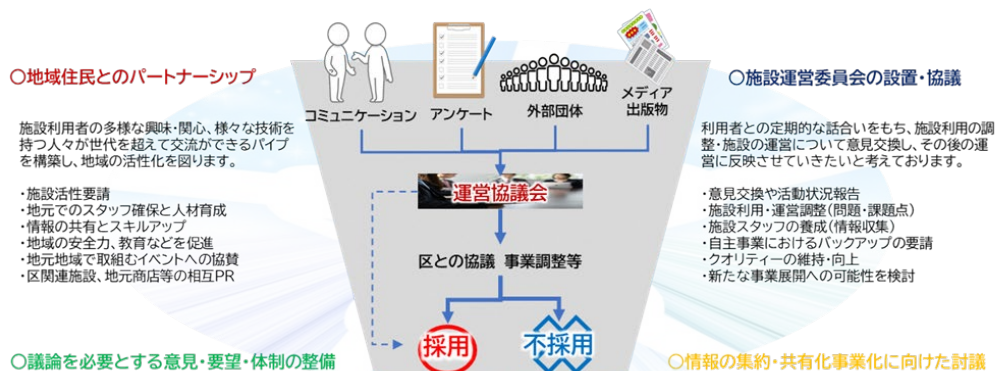 ○地域住民とのパートナーシップ
施設利用者の多様な興味・関心、様々な技術を
持つ人々が世代を超えて交流ができるパイプ
を構築し、地域の活性化を図ります。
・施設活性要請
・地元でのスタッフ確保と人材育成
・情報の共有とスキルアップ
・地域の安全力、教育などを促進
・地元地域で取組むイベントへの協賛
・区関連施設、地元商店等の相互PR
コミュニケーション
アンケート
外部団体
メディア
出版物
運営協議会
区との協議 事業調整等
採用
不採用
○施設運営委員会の設置・協議
利用者との定期的な話合いをもち、施設利用の調
整・施設の運営について意見交換し、その後の運
営に反映させていきたいと考えております。
・意見交換や活動状況報告
・施設利用・運営調整(問題・課題点)
・施設スタッフの養成(情報収集)
・自主事業におけるバックアップの要請
・クオリティーの維持・向上
・新たな事業展開への可能性を検討
○議論を必要とする意見・要望・体制の整備
○情報の集約・共有化事業化に向けた討議